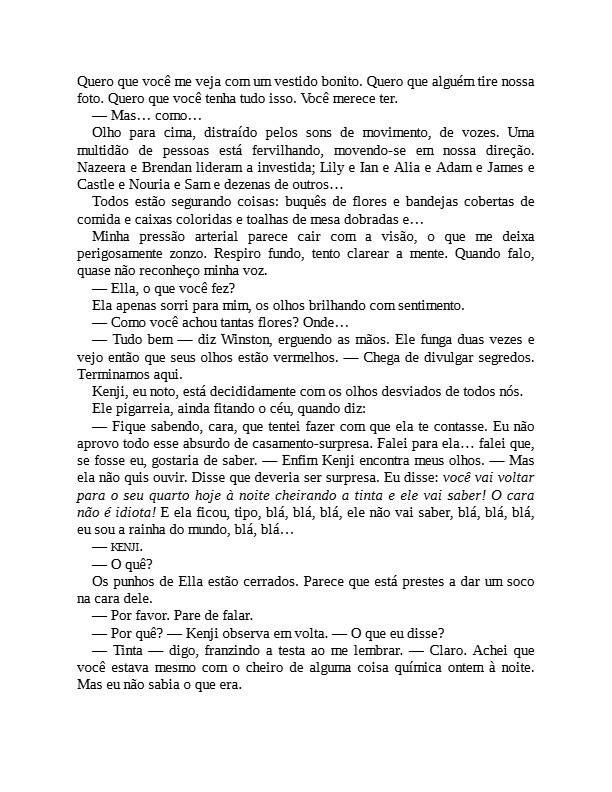 Quero que você me veja com um vestido bonito. Quero que alguém tire nossa
foto. Quero que você tenha tudo isso. Você merece ter.
— Mas… como…
Olho para cima, distraído pelos sons de movimento, de vozes. Uma
multidão de pessoas está fervilhando, movendo-se em nossa direção.
Nazeera e Brendan lideram a investida; Lily e Ian e Alia e Adam e James e
Castle e Nouria e Sam e dezenas de outros…
Todos estão segurando coisas: buquês de flores e bandejas cobertas de
comida e caixas coloridas e toalhas de mesa dobradas e…
Minha pressão arterial parece cair com a visão, o que me deixa
perigosamente zonzo. Respiro fundo, tento clarear a mente. Quando falo,
quase não reconheço minha voz.
— Ella, o que você fez?
Ela apenas sorri para mim, os olhos brilhando com sentimento.
— Como você achou tantas flores? Onde…
— Tudo bem — diz Winston, erguendo as mãos. Ele funga duas vezes e
vejo então que seus olhos estão vermelhos. — Chega de divulgar segredos.
Terminamos aqui.
Kenji, eu noto, está decididamente com os olhos desviados de todos nós.
Ele pigarreia, ainda fitando o céu, quando diz:
— Fique sabendo, cara, que tentei fazer com que ela te contasse. Eu não
aprovo todo esse absurdo de casamento-surpresa. Falei para ela… falei que,
se fosse eu, gostaria de saber. — Enfim Kenji encontra meus olhos. — Mas
ela não quis ouvir. Disse que deveria ser surpresa. Eu disse: você vai voltar
para o seu quarto hoje à noite cheirando a tinta e ele vai saber! O cara
não é idiota! E ela ficou, tipo, blá, blá, blá, ele não vai saber, blá, blá, blá,
eu sou a rainha do mundo, blá, blá…
— KENJI.
— O quê?
Os punhos de Ella estão cerrados. Parece que está prestes a dar um soco
na cara dele.
— Por favor. Pare de falar.
— Por quê? — Kenji observa em volta. — O que eu disse?
— Tinta — digo, franzindo a testa ao me lembrar. — Claro. Achei que
você estava mesmo com o cheiro de alguma coisa química ontem à noite.
Mas eu não sabia o que era.